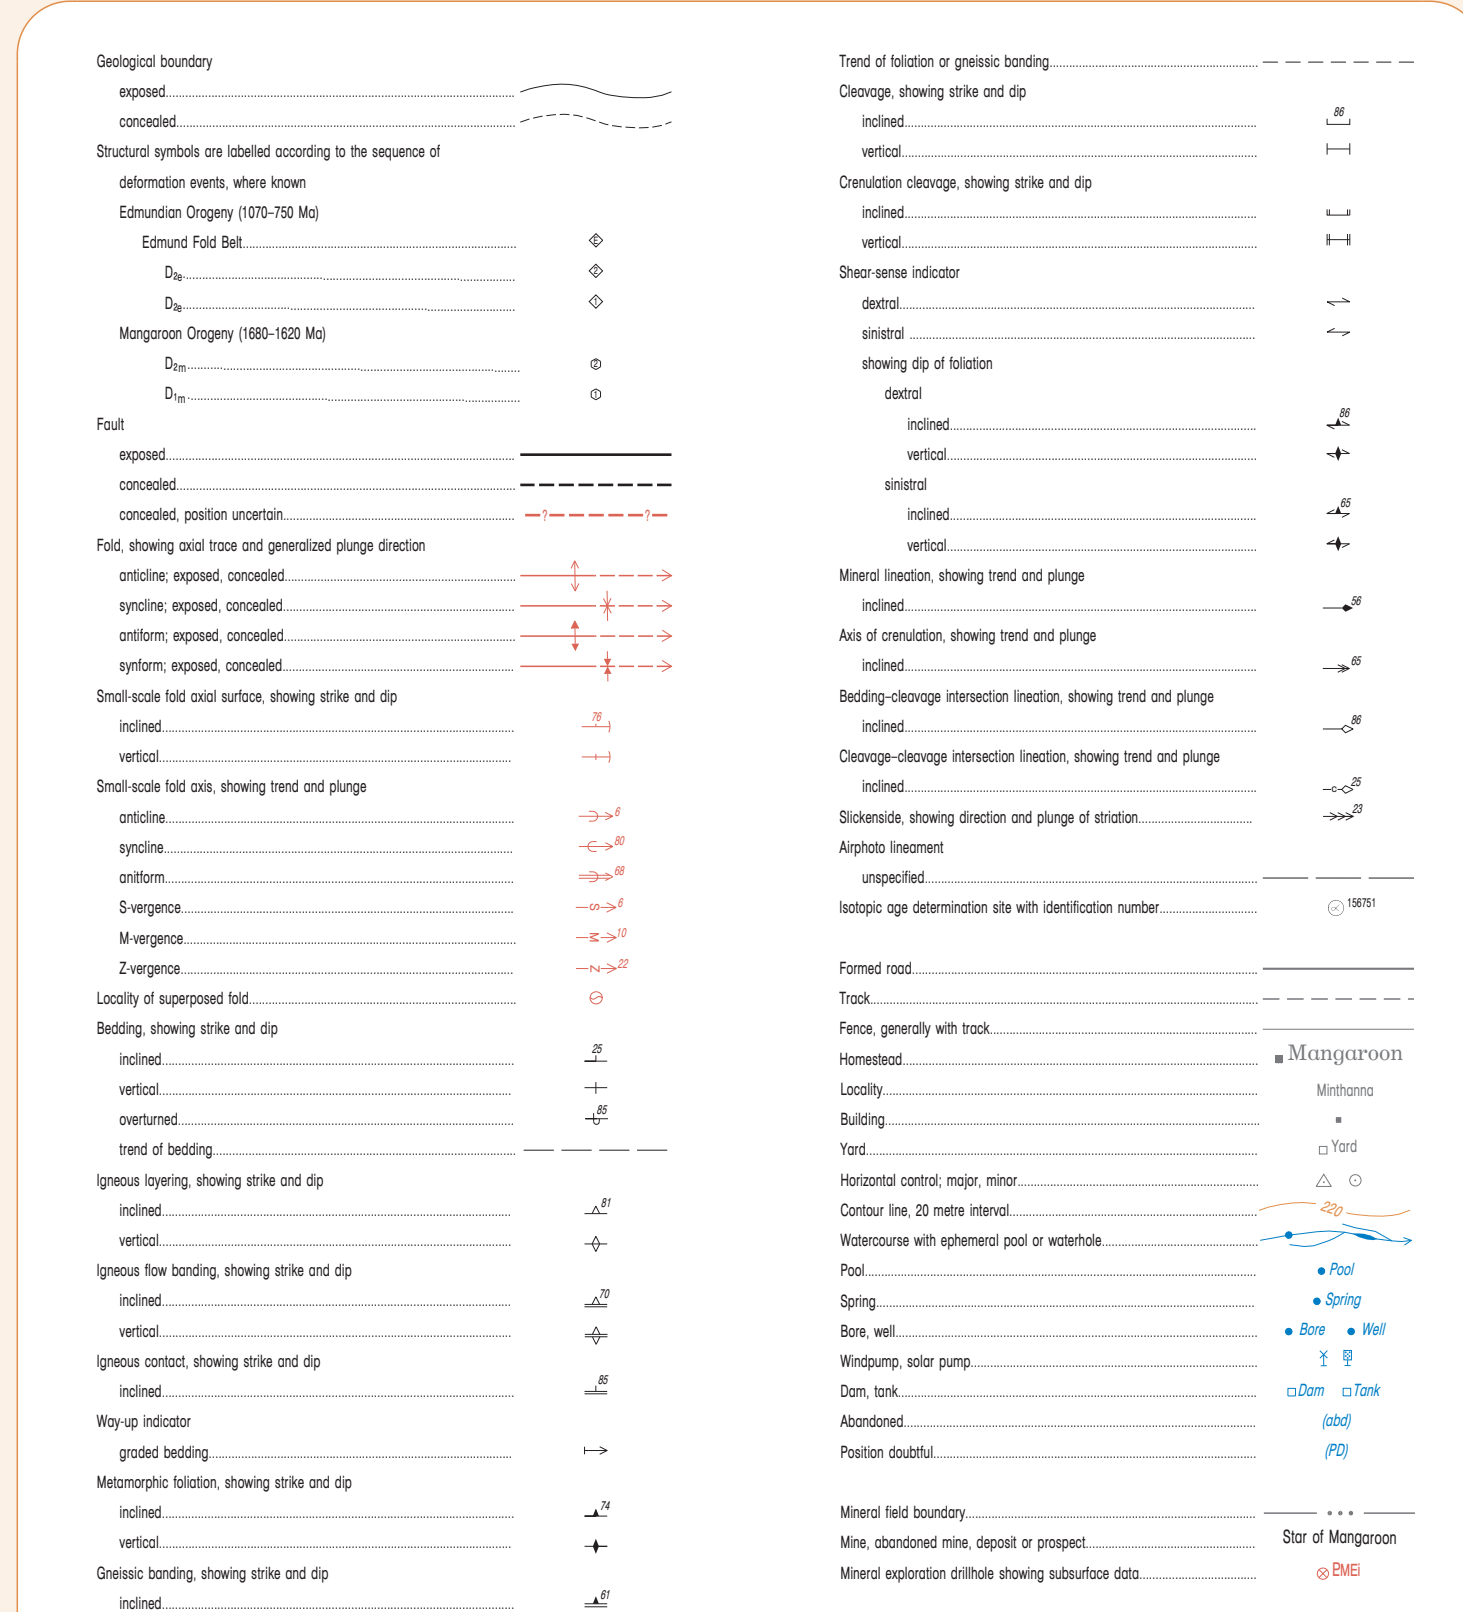 Geological boundary
exposed
concealed
Structural symbols are labelled according to the sequence of
deformation events, where known
Edmundian Orogeny (1070–750 Ma)
Edmund Fold Belt E
D2e 2
D2e 1
Mangaroon Orogeny (1680–1620 Ma)
D2m 2
D1m 1
Fault
exposed
concealed
concealed, position uncertain ? ?
Fold, showing axial trace and generalized plunge direction
anticline; exposed, concealed
syncline; exposed, concealed
antiform; exposed, concealed
synform; exposed, concealed
Small-scale fold axial surface, showing strike and dip
inclined 76
vertical
Small-scale fold axis, showing trend and plunge
anticline 6
syncline 80
anitform 68
S-vergence S 6
M-vergence M 10
Z-vergence Z 22
Locality of superposed fold
Bedding, showing strike and dip
inclined 25
vertical
overturned 85
trend of bedding
Igneous layering, showing strike and dip
inclined 81
vertical
Igneous flow banding, showing strike and dip
inclined 70
vertical
Igneous contact, showing strike and dip
inclined 85
Way-up indicator
graded bedding
Metamorphic foliation, showing strike and dip
inclined 74
vertical
Gneissic banding, showing strike and dip
inclined 61
Trend of foliation or gneissic banding
Cleavage, showing strike and dip
inclined 86
vertical
Crenulation cleavage, showing strike and dip
inclined
vertical
Shear-sense indicator
dextral
sinistral
showing dip of foliation
dextral
inclined 86
vertical
sinistral
inclined 65
vertical
Mineral lineation, showing trend and plunge
inclined 56
Axis of crenulation, showing trend and plunge
inclined 65
Bedding–cleavage intersection lineation, showing trend and plunge
inclined 86
Cleavage–cleavage intersection lineation, showing trend and plunge
inclined c 25
Slickenside, showing direction and plunge of striation 23
Airphoto lineament
unspecified
Isotopic age determination site with identification number 156751
Formed road
Track
Fence, generally with track
Homestead Mangaroon
Locality Minthanna
Building
Yard Yard
Horizontal control; major, minor
Contour line, 20 metre interval 220
Watercourse with ephemeral pool or waterhole
Pool Pool
Spring Spring
Bore, well Bore Well
Windpump, solar pump
Dam, tank Dam Tank
Abandoned (abd)
Position doubtful (PD)
Mineral field boundary
Mine, abandoned mine, deposit or prospect Star of Mangaroon
Mineral exploration drillhole showing subsurface data PMEi